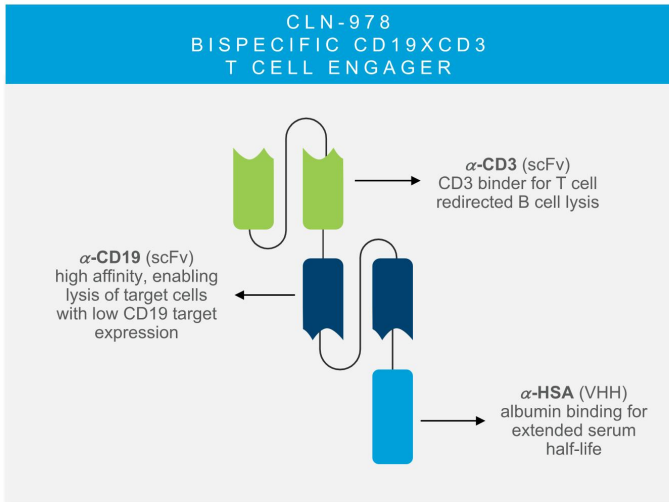 CLN-978
BISPECIFIC CD19XCD3
T CELL ENGAGER
α-CD3 (scFv)
CD3 binder for T cell
redirected B cell lysis
α-CD19 (scFv)
high affinity, enabling
lysis of target cells
with low CD19 target
expression
α-HSA (VHH)
albumin binding for
extended serum
half-life